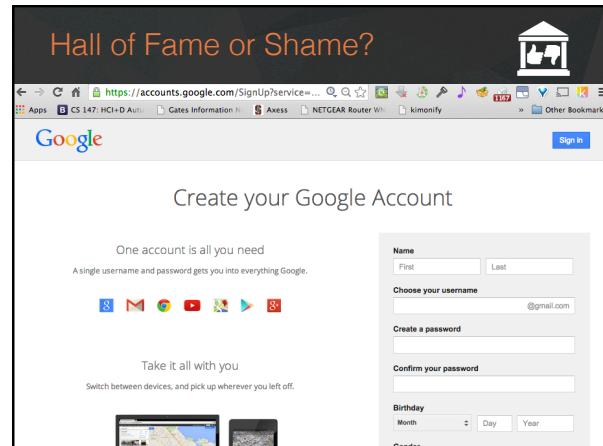 Hall of Fame or Shame?
https://accounts.google.com/SignUp?service=...
1167
Apps
CS 147: HCI+D Autu
Gates Information N
Axess
NETGEAR Router
kimonify
»
Other Bookmark
Google
Sign in
Create your Google Account
One account is all you need
A single username and password gets you into everything Google.
Take it all with you
Switch between devices, and pick up wherever you left off.
Name
First Last
Choose your username
@gmail.com
Create a password
Confirm your password
Birthday
Month Day Year
Gender